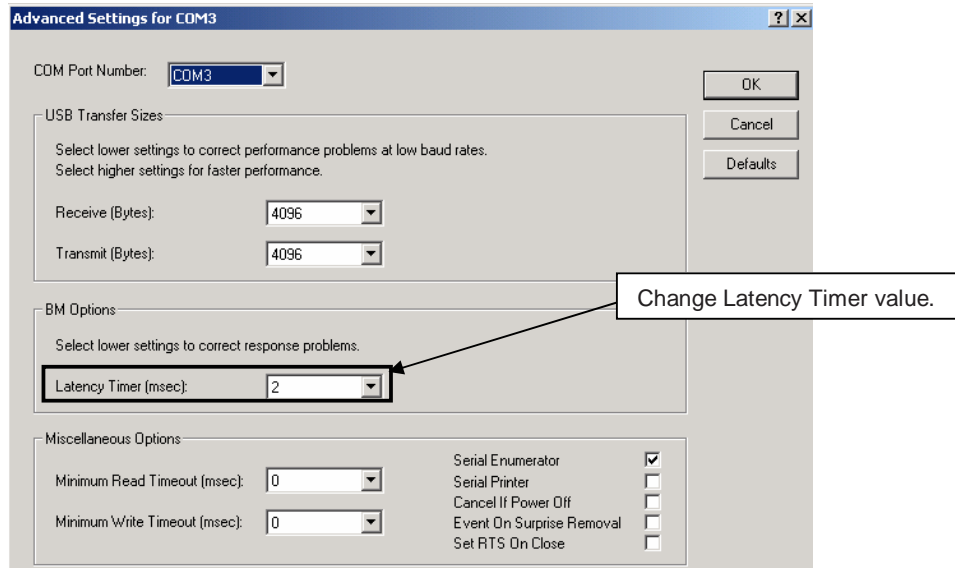 Advanced Settings for COM3
COM Port Number: COM3
OK
USB Transfer Sizes
Cancel
Select lower settings to correct performance problems at low baud rates.
Select higher settings for faster performance.
Defaults
Receive (Bytes): 4096
Transmit (Bytes): 4096
Change Latency Timer value.
BM Options
Select lower settings to correct response problems.
Latency Timer (msec): 2
Miscellaneous Options
Minimum Read Timeout (msec): 0
Minimum Write Timeout (msec): 0
Serial Enumerator
Serial Printer
Cancel If Power Off
Event On Surprise Removal
Set RTS On Close